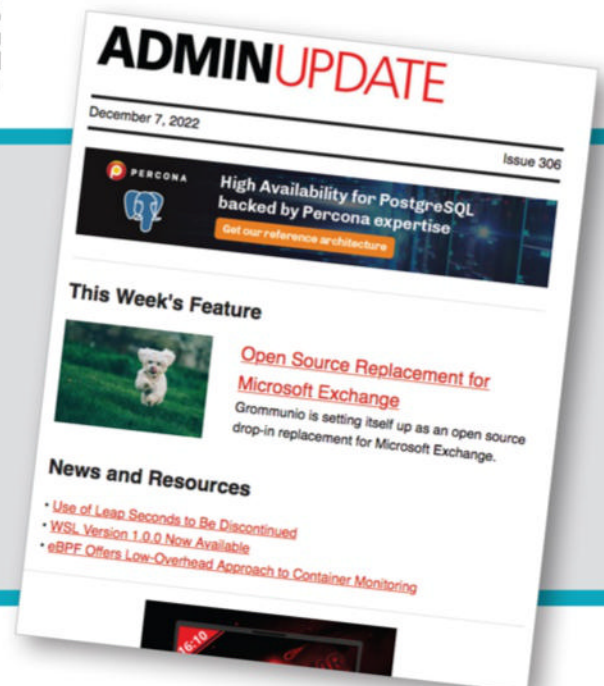 ADMINUPDATE
December 7, 2022
Issue 306
PERCONA
High Availability for PostgreSQL
backed by Percona expertise
Get our reference architecture
This Week's Feature
Open Source Replacement for
Microsoft Exchange
Grommunio is setting itself up as an open source
drop-in replacement for Microsoft Exchange.
News and Resources
• Use of Leap Seconds to Be Discontinued
• WSL Version 1.0.0 Now Available
• eBPF Offers Low-Overhead Approach to Container Monitoring
16:10